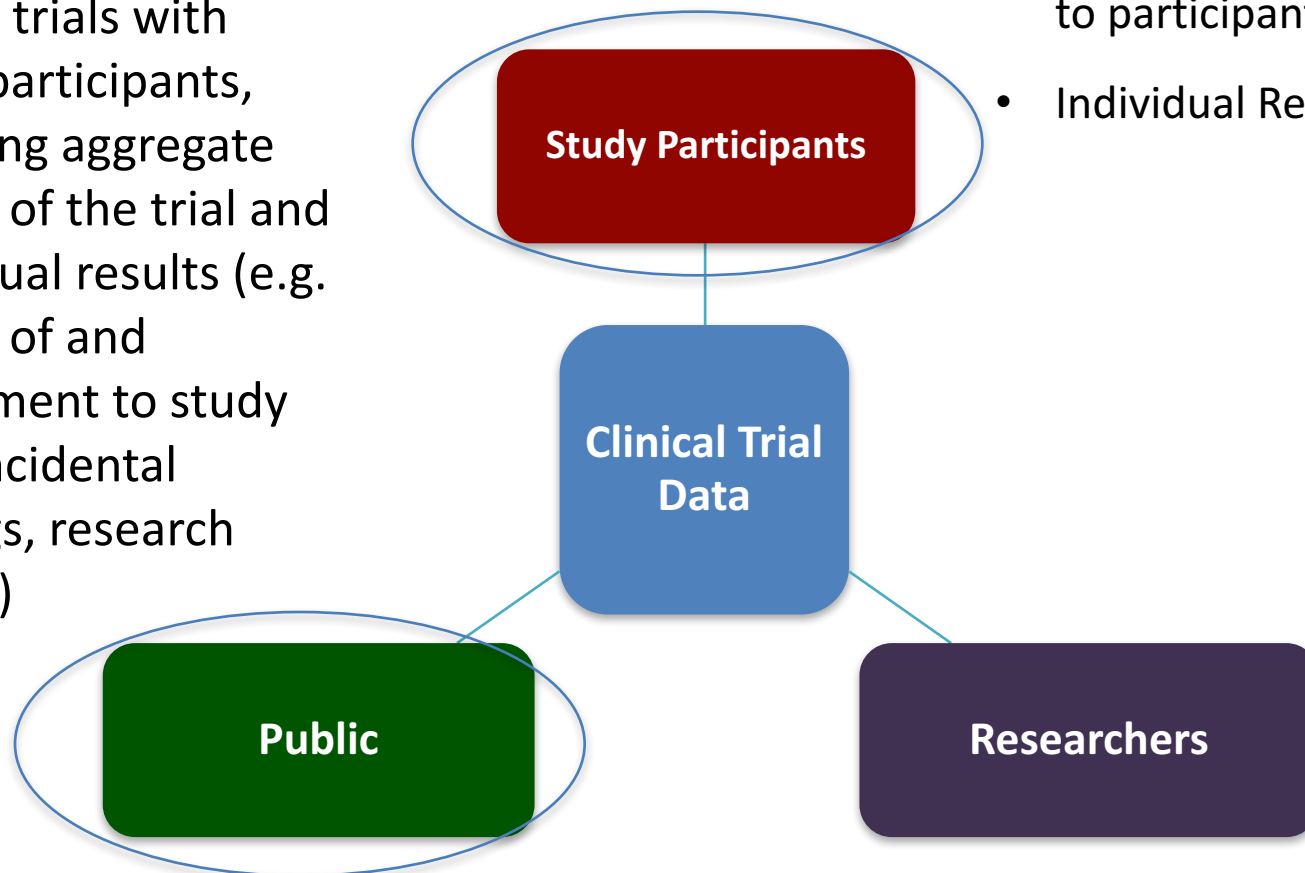 trials with
participants,
ng aggregate
of the trial and
ual results (e.g.
of and
ment to study
ncidental
gs, research
)
to participant
• Individual Re
Study Participants
Clinical Trial
Data
Public
Researchers